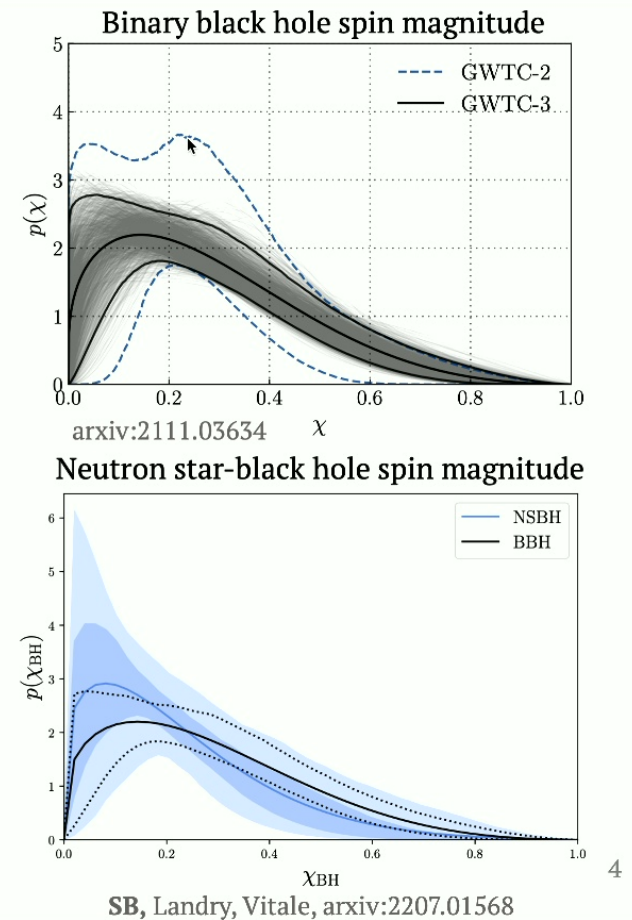 Binary black hole spin magnitude
5
4
3
2
1
0
p(χ)
GWTC-2
GWTC-3
0.0 0.2 0.4 0.6 0.8 1.0
arxiv:2111.03634 χ
Neutron star-black hole spin magnitude
6
5
4
3
2
1
0
p(χBH)
NSBH
BBH
0.0 0.2 0.4 0.6 0.8 1.0
χBH
4
SB, Landry, Vitale, arxiv:2207.01568